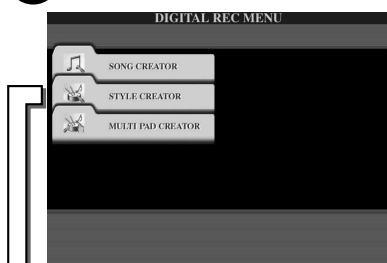 DIGITAL REC MENU
SONG CREATOR
STYLE CREATOR
MULTI PAD CREATOR